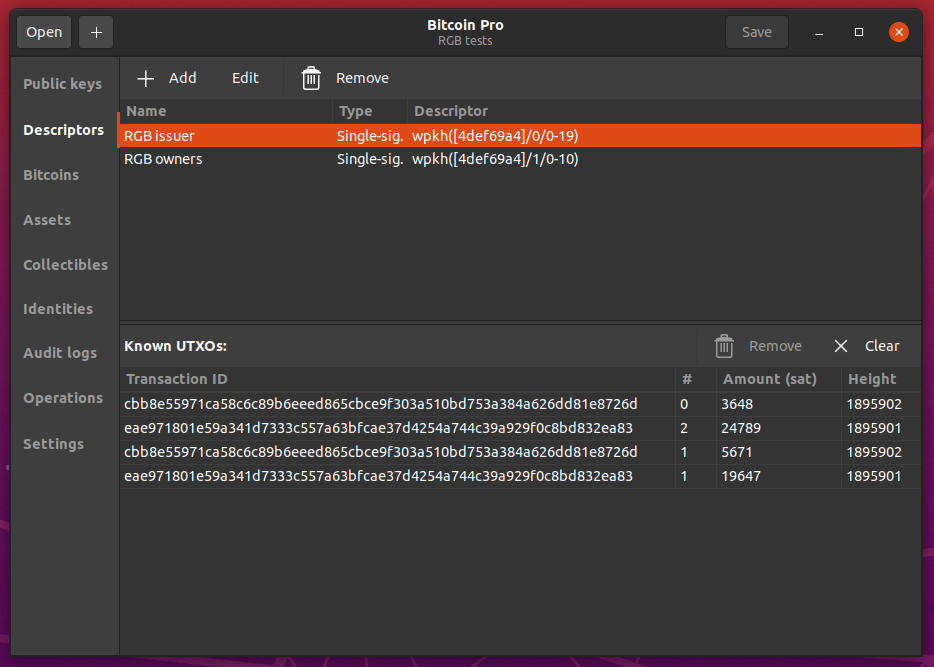 Open + Bitcoin Pro Save
RGB tests
Public keys
Descriptors
Bitcoins
Assets
Collectibles
Identities
Audit logs
Operations
Settings
Add Edit Remove
Name Type Descriptor
RGB issuer Single-sig. wpkh([4def69a4]/0/0-19)
RGB owners Single-sig. wpkh([4def69a4]/1/0-10)
Known UTXOs: Remove Clear
Transaction ID # Amount (sat) Height
cbb8e55971ca58c6c89b6eeed865cbce9f303a510bd753a384a626dd81e8726d 0 3648 1895902
eae971801e59a341d7333c557a63bfcae37d4254a744c39a929f0c8bd832ea83 2 24789 1895901
cbb8e55971ca58c6c89b6eeed865cbce9f303a510bd753a384a626dd81e8726d 1 5671 1895902
eae971801e59a341d7333c557a63bfcae37d4254a744c39a929f0c8bd832ea83 1 19647 1895901